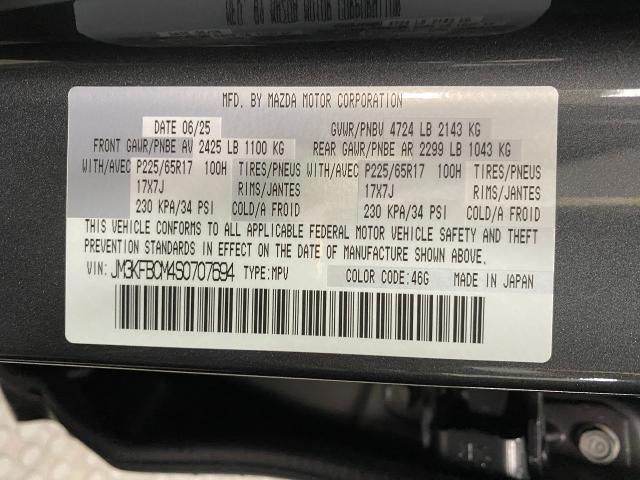 MFD. BY MAZDA MOTOR CORPORATION
DATE 06/25 GVWR/PNBV 4724 LB 2143 KG
FRONT GAWR/PNBE AV 2425 LB 1100 KG REAR GAWR/PNBE AR 2299 LB 1043 KG
WITH/AVEC P225/65R17 100H TIRES/PNEUS WITH/AVEC P225/65R17 100H TIRES/PNEUS
17X7J RIMS/JANTES 17X7J RIMS/JANTES
230 KPA/34 PSI COLD/A FROID 230 KPA/34 PSI COLD/A FROID
THIS VEHICLE CONFORMS TO ALL APPLICABLE FEDERAL MOTOR VEHICLE SAFETY AND THEFT
PREVENTION STANDARDS IN EFFECT ON THE DATE OF MANUFACTURE SHOWN ABOVE.
VIN: JM3KFBCM4S0707694 TYPE:MPV COLOR CODE:46G MADE IN JAPAN